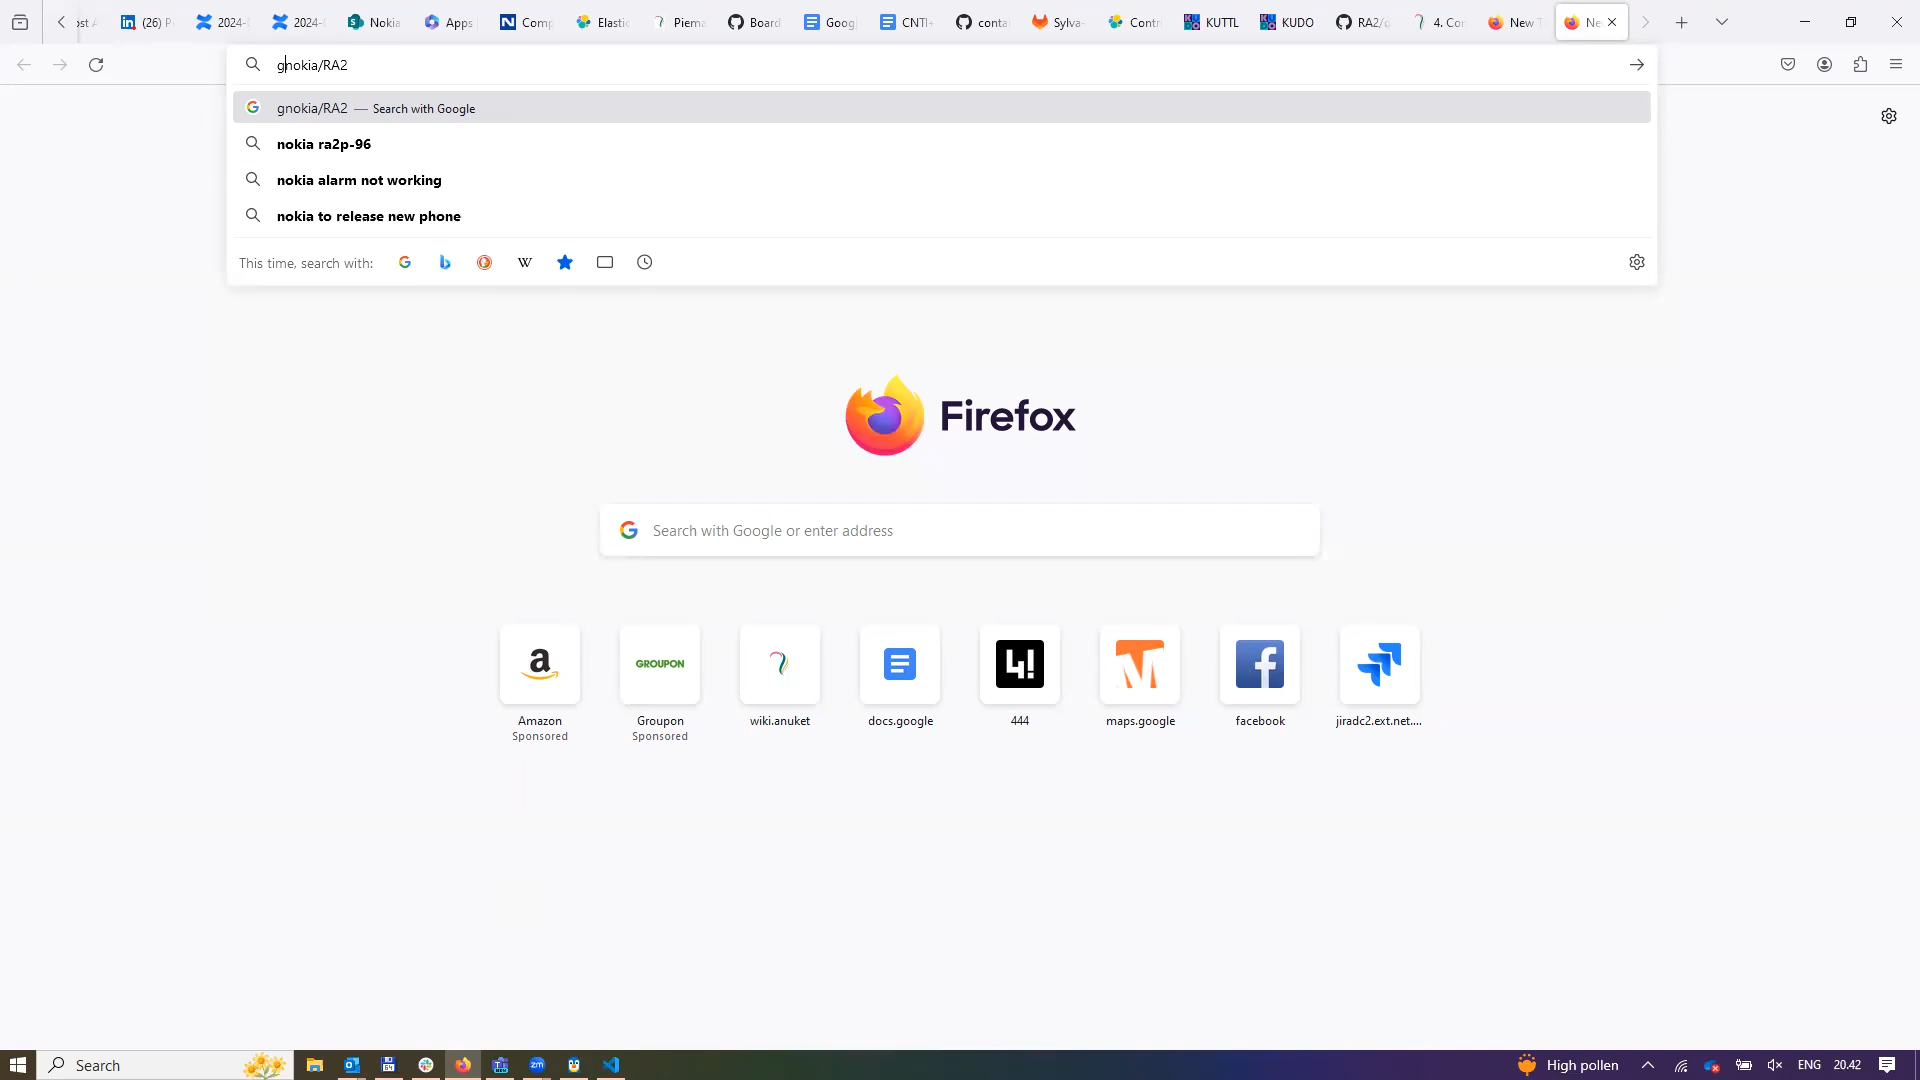 ost A
(26) P
2024-
2024-
Nokia
Apps
Comp
Elastic
Piema
Board
Goog
CNTI-
conta
Sylva-
Contr
KUTTL
KUDO
RA2/g
4. Con
New T
Ne
gnokia/RA2
gnokia/RA2 — Search with Google
nokia ra2p-96
nokia alarm not working
nokia to release new phone
This time, search with:
Firefox
Search with Google or enter address
GROUPON
Amazon
Sponsored
Groupon
Sponsored
wiki.anuket
docs.google
444
maps.google
facebook
jiradc2.ext.net....
Search
High pollen
ENG
20.42